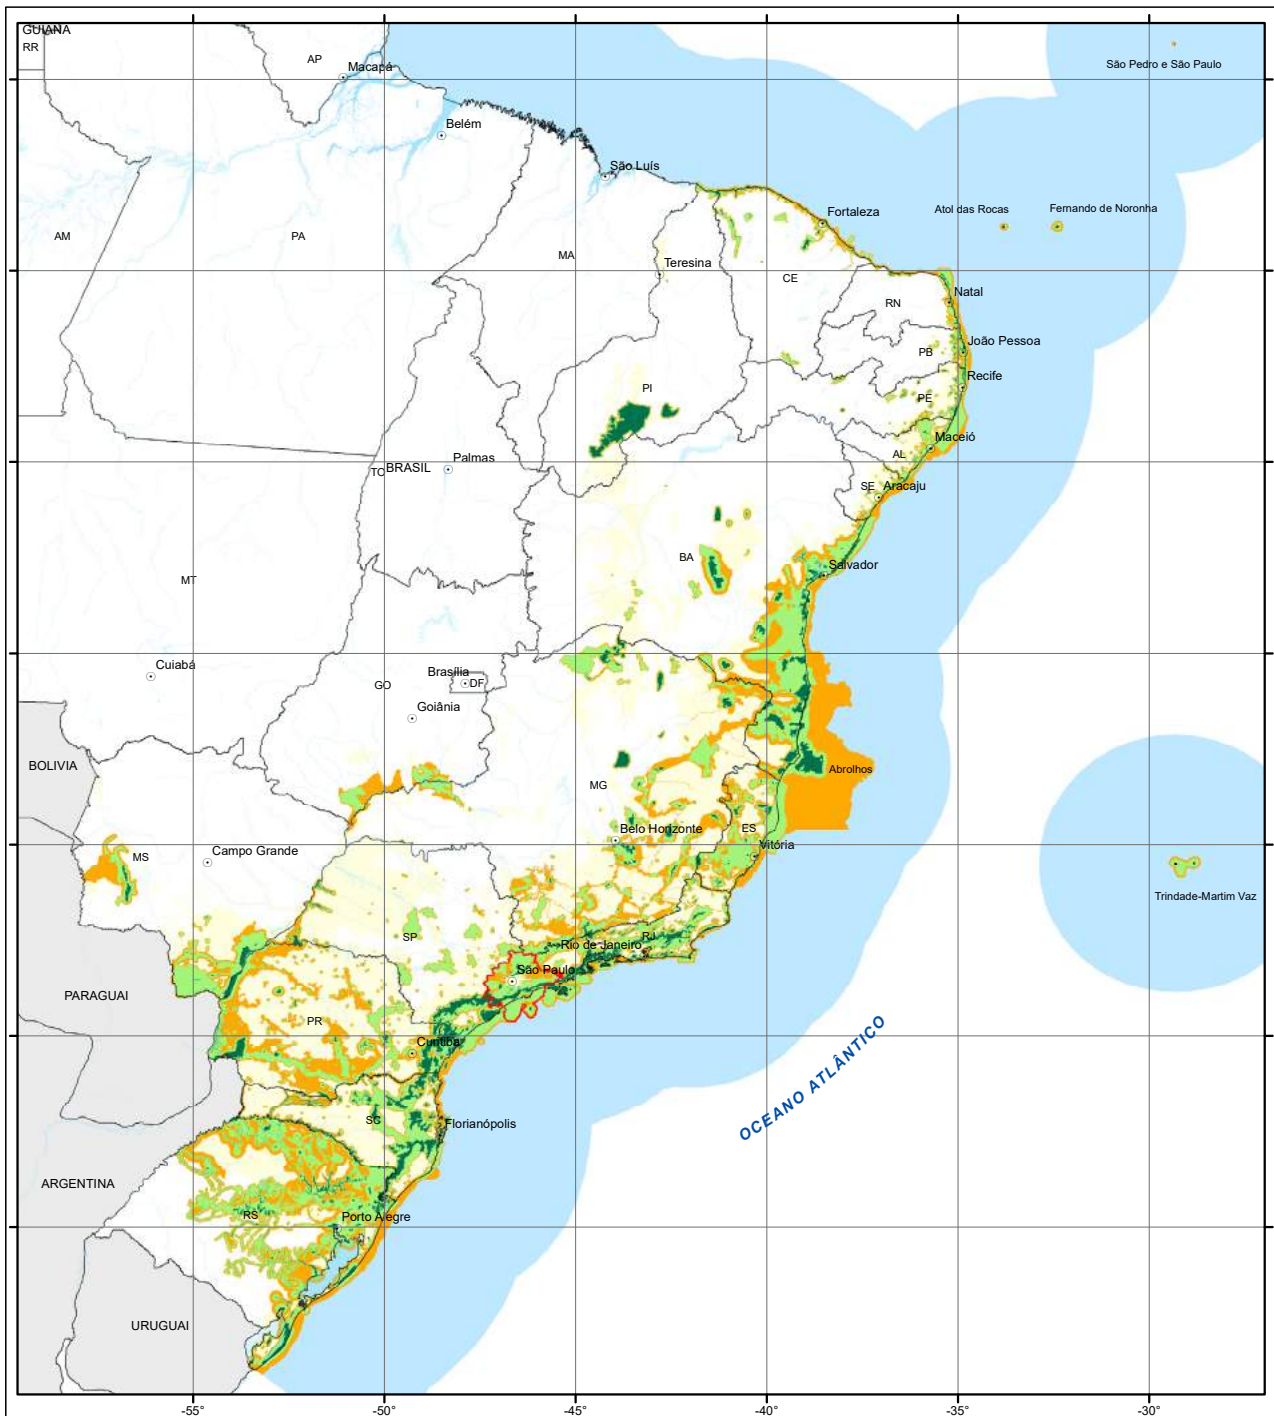 GUIANA
RR
AP
Macapá
São Pedro e São Paulo
Belém
São Luís
Fortaleza
Atol das Rocas
Fernando de Noronha
AM
PA
MA
Teresina
CE
RN
Natal
PB
João Pessoa
PI
Recife
PE
Maceió
AL
TO
BRASIL
Palmas
SE
Aracaju
BA
Salvador
MT
Cuiabá
Brasília
DF
GO
Goiânia
BOLIVIA
Abrolhos
MG
Belo Horizonte
ES
Vitória
MS
Campo Grande
Trindade-Martim Vaz
SP
RJ
Rio de Janeiro
São Paulo
PARAGUAI
PR
Curitiba
OCEANO ATLÂNTICO
SC
Florianópolis
ARGENTINA
RS
Porto Alegre
URUGUAI
-55°
-50°
-45°
-40°
-35°
-30°